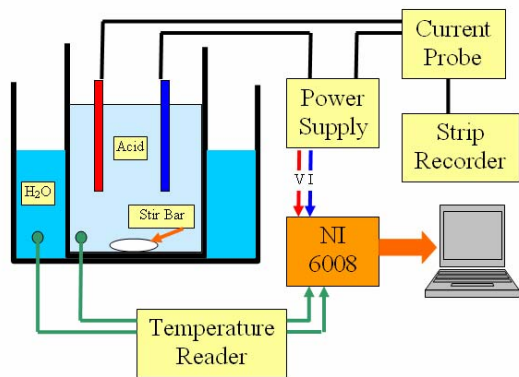 Current
Probe
Power
Supply
Strip
Recorder
Acid
H₂O
Stir Bar
V I
NI
6008
Temperature
Reader